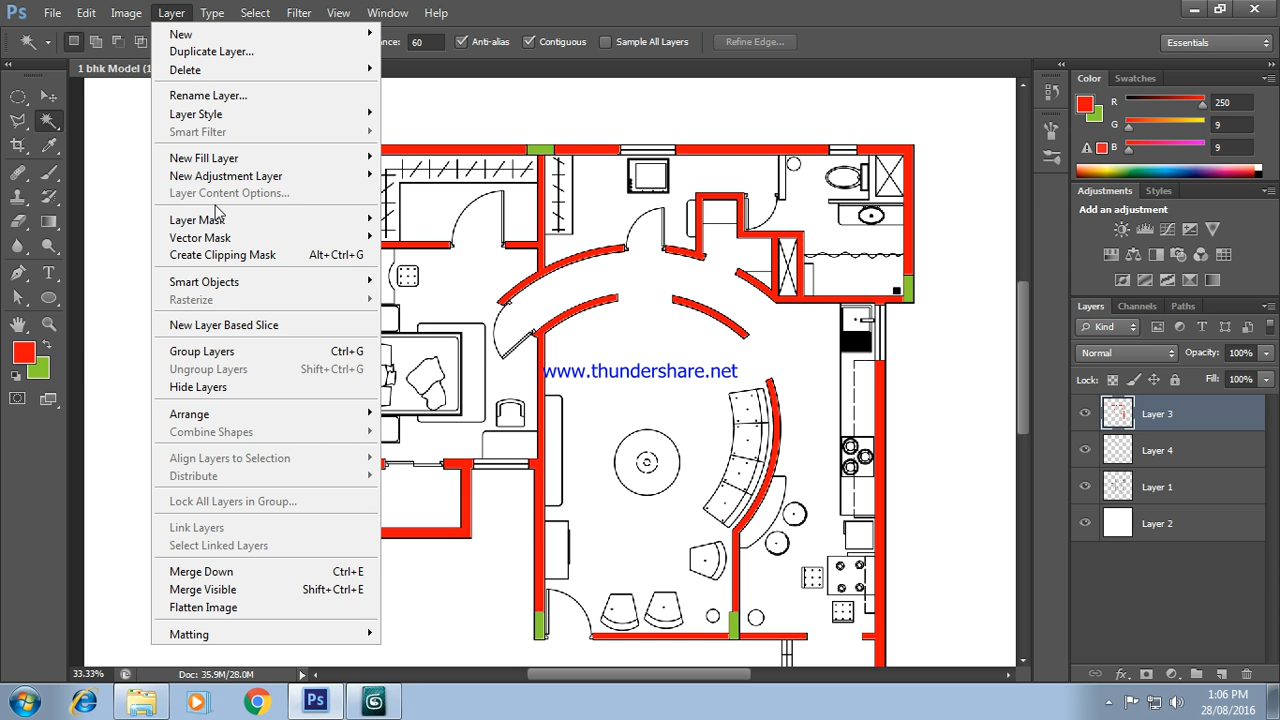 Ps File Edit Image Layer Type Select Filter View Window Help
ance: 60 Anti-alias Contiguous Sample All Layers Refine Edge... Essentials
1 bhk Model (1
New
Duplicate Layer...
Delete
Rename Layer...
Layer Style
Smart Filter
New Fill Layer
New Adjustment Layer
Layer Content Options...
Layer Mask
Vector Mask
Create Clipping Mask Alt+Ctrl+G
Smart Objects
Rasterize
New Layer Based Slice
Group Layers Ctrl+G
Ungroup Layers Shift+Ctrl+G
Hide Layers
Arrange
Combine Shapes
Align Layers to Selection
Distribute
Lock All Layers in Group...
Link Layers
Select Linked Layers
Merge Down Ctrl+E
Merge Visible Shift+Ctrl+E
Flatten Image
Matting
www.thundershare.net
Color Swatches
R 250
G 9
B 9
Adjustments Styles
Add an adjustment
Layers Channels Paths
Kind
Normal Opacity: 100%
Lock: Fill: 100%
Layer 3
Layer 4
Layer 1
Layer 2
33.33% Doc: 35.9M/28.0M
Ps
1:06 PM
28/08/2016